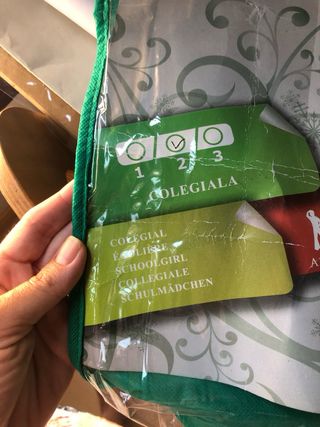 1 2 3
COLEGIALA
COLEGIAL
ÉCOLIÈRE
SCHOOLGIRL
COLLEGIALE
SCHULMÄDCHEN